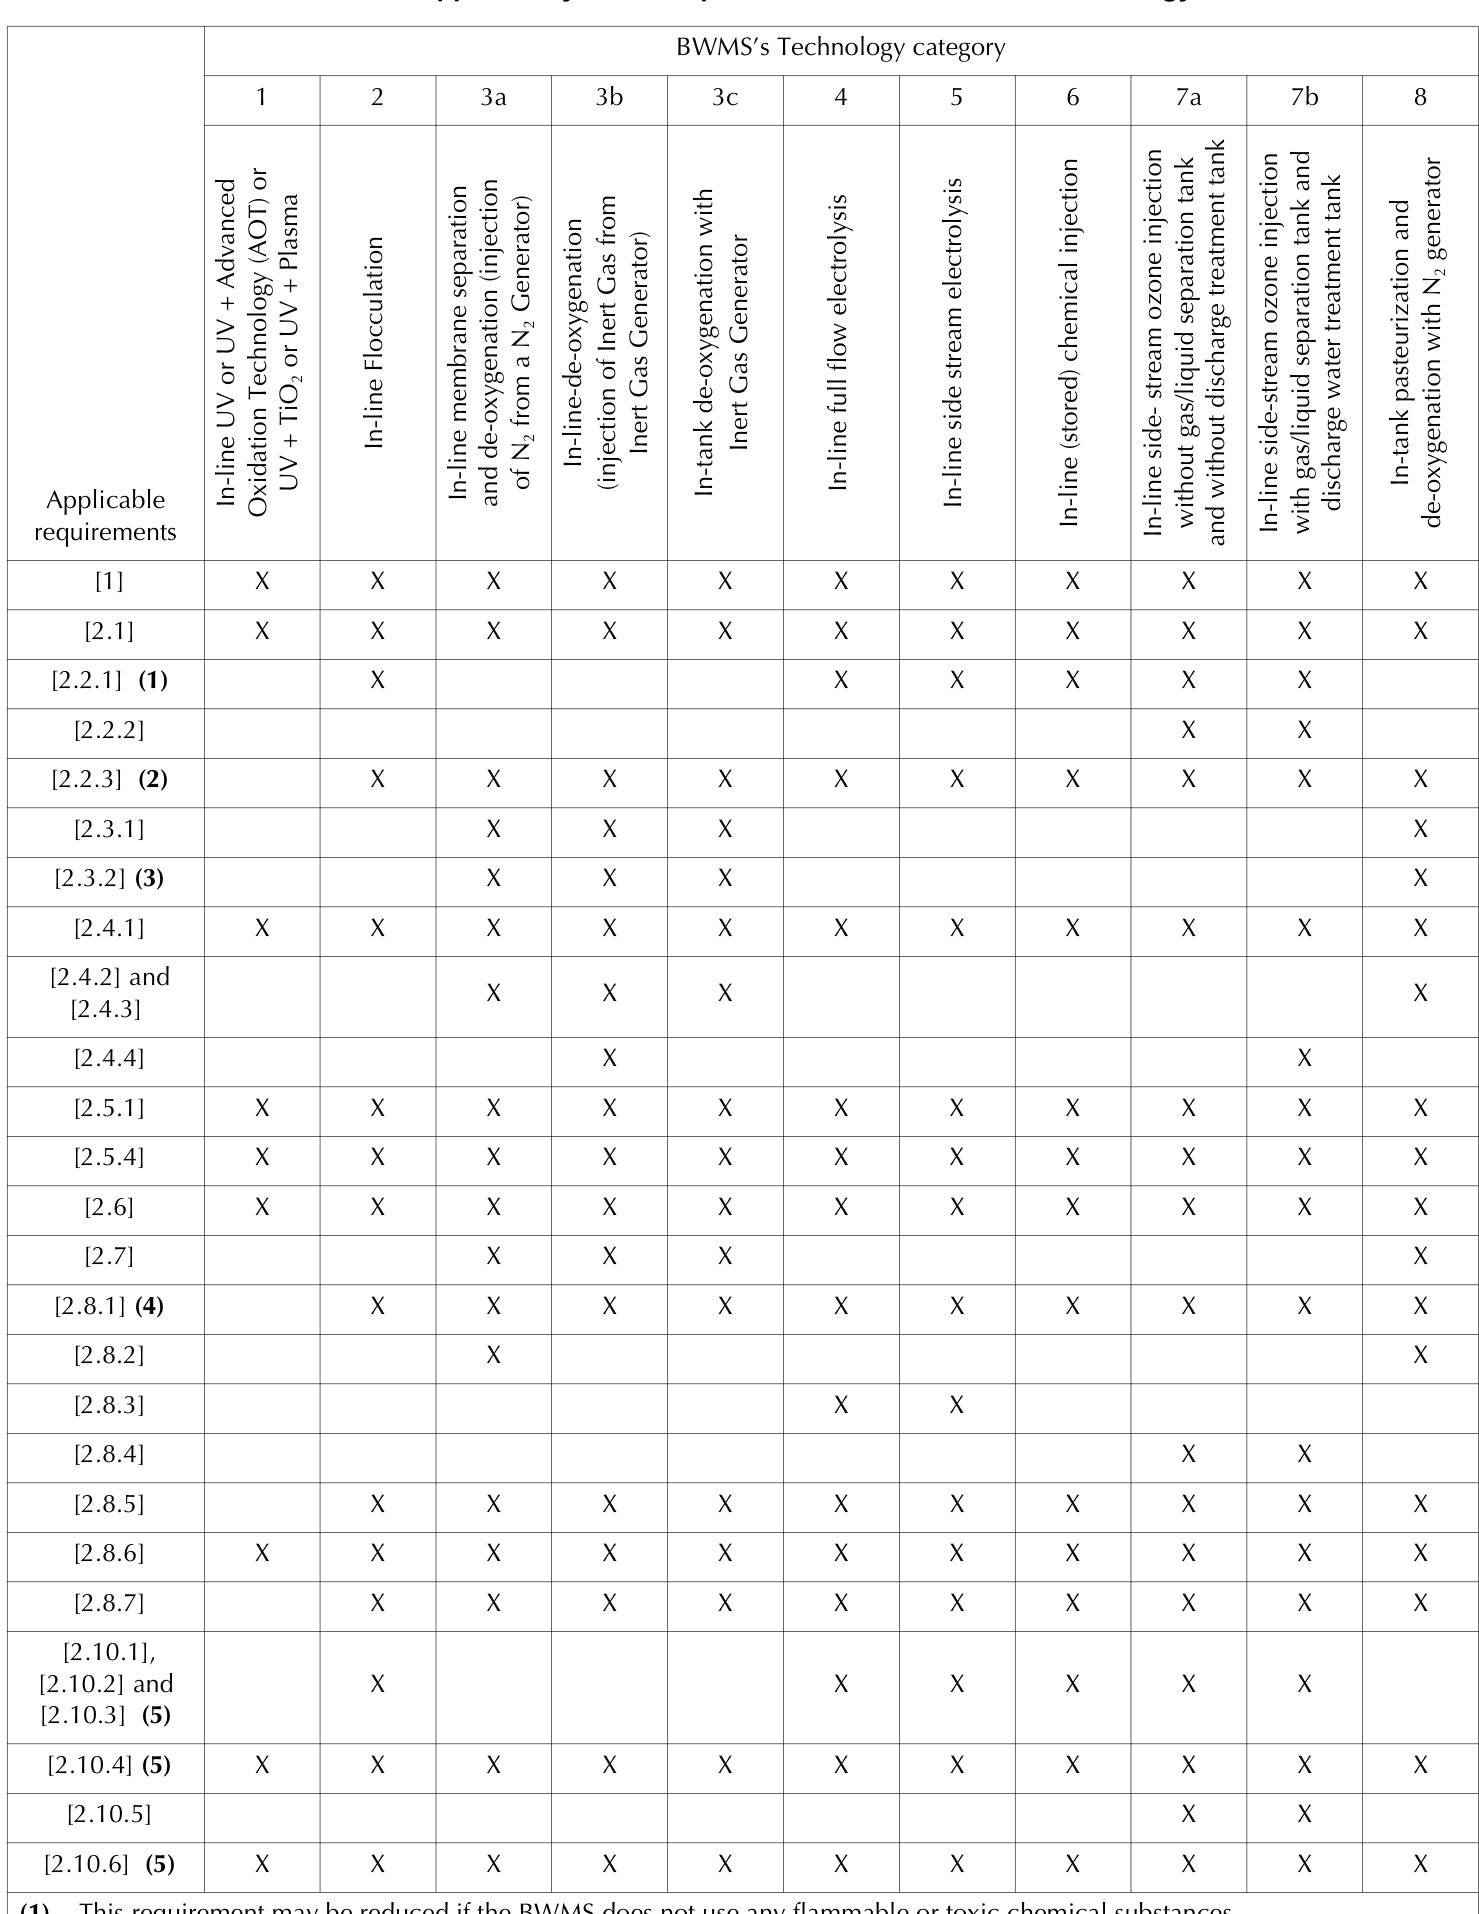 BWMS's Technology category
1 2 3a 3b 3c 4 5 6 7a 7b 8
Applicable
requirements
In-line UV or UV + Advanced
Oxidation Technology (AOT) or
UV + TiO2 or UV + Plasma
In-line Flocculation
In-line membrane separation
and de-oxygenation (injection
of N2 from a N2 Generator)
In-line-de-oxygenation
(injection of Inert Gas from
Inert Gas Generator)
In-tank de-oxygenation with
Inert Gas Generator
In-line full flow electrolysis
In-line side stream electrolysis
In-line (stored) chemical injection
In-line side- stream ozone injection
without gas/liquid separation tank
and without discharge treatment tank
In-line side-stream ozone injection
with gas/liquid separation tank and
discharge water treatment tank
In-tank pasteurization and
de-oxygenation with N2 generator
[1] X X X X X X X X X X X
[2.1] X X X X X X X X X X X
[2.2.1] (1) X X X X X X
[2.2.2] X X
[2.2.3] (2) X X X X X X X X X X
[2.3.1] X X X X
[2.3.2] (3) X X X X
[2.4.1] X X X X X X X X X X X
[2.4.2] and
[2.4.3] X X X X
[2.4.4] X X
[2.5.1] X X X X X X X X X X X
[2.5.4] X X X X X X X X X X X
[2.6] X X X X X X X X X X X
[2.7] X X X X
[2.8.1] (4) X X X X X X X X X X
[2.8.2] X X
[2.8.3] X X
[2.8.4] X X
[2.8.5] X X X X X X X X X X
[2.8.6] X X X X X X X X X X X
[2.8.7] X X X X X X X X X X
[2.10.1],
[2.10.2] and
[2.10.3] (5) X X X X X X
[2.10.4] (5) X X X X X X X X X X X
[2.10.5] X X
[2.10.6] (5) X X X X X X X X X X X
(1) This requirement may be reduced if the BWMS does not use any flammable or toxic chemical substances